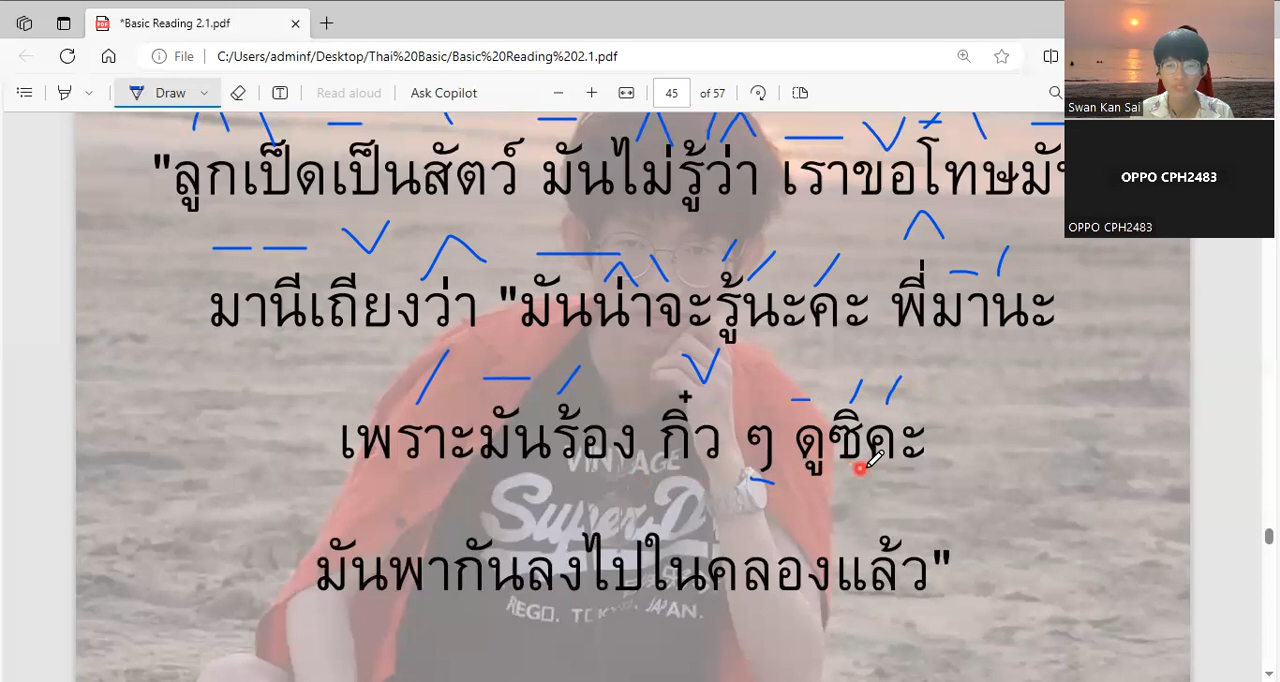 *Basic Reading 2.1.pdf
File C:/Users/adminf/Desktop/Thai%20Basic/Basic%20Reading%202.1.pdf
Draw Read aloud Ask Copilot 45 of 57
Swan Kan Sai
OPPO CPH2483
OPPO CPH2483
"ลูกเป็ดเป็นสัตว์ มันไม่รู้ว่า เราขอโทษมัน
มานีเถียงว่า "มันน่าจะรู้นะคะ พี่มานะ
เพราะมันร้อง กิ๋ว ๆ ดูซิคะ
มันพากันลงไปในคลองแล้ว"
VINTAGE
Super D
REGD. TOKYO JAPAN.